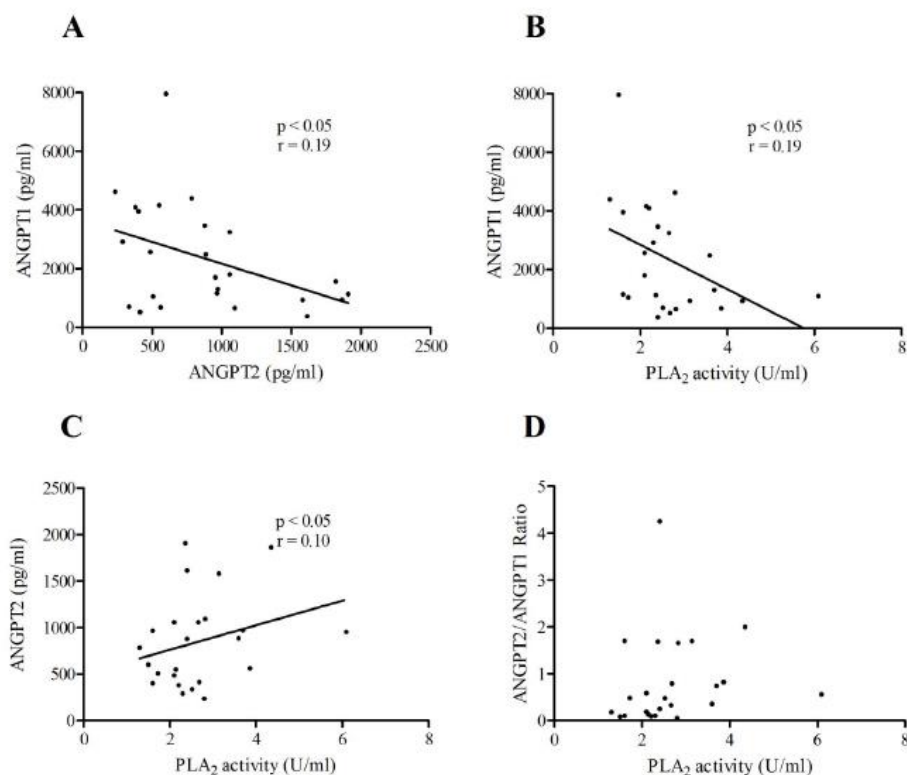 A
8000
6000
4000
2000
0
ANGPT1 (pg/ml)
p < 0.05
r = 0.19
0 500 1000 1500 2000 2500
ANGPT2 (pg/ml)
B
8000
6000
4000
2000
0
ANGPT1 (pg/ml)
p < 0.05
r = 0.19
0 2 4 6 8
PLA₂ activity (U/ml)
C
2500
2000
1500
1000
500
0
ANGPT2 (pg/ml)
p < 0.05
r = 0.10
0 2 4 6 8
PLA₂ activity (U/ml)
D
5
4
3
2
1
0
ANGPT2/ANGPT1 Ratio
0 2 4 6 8
PLA₂ activity (U/ml)